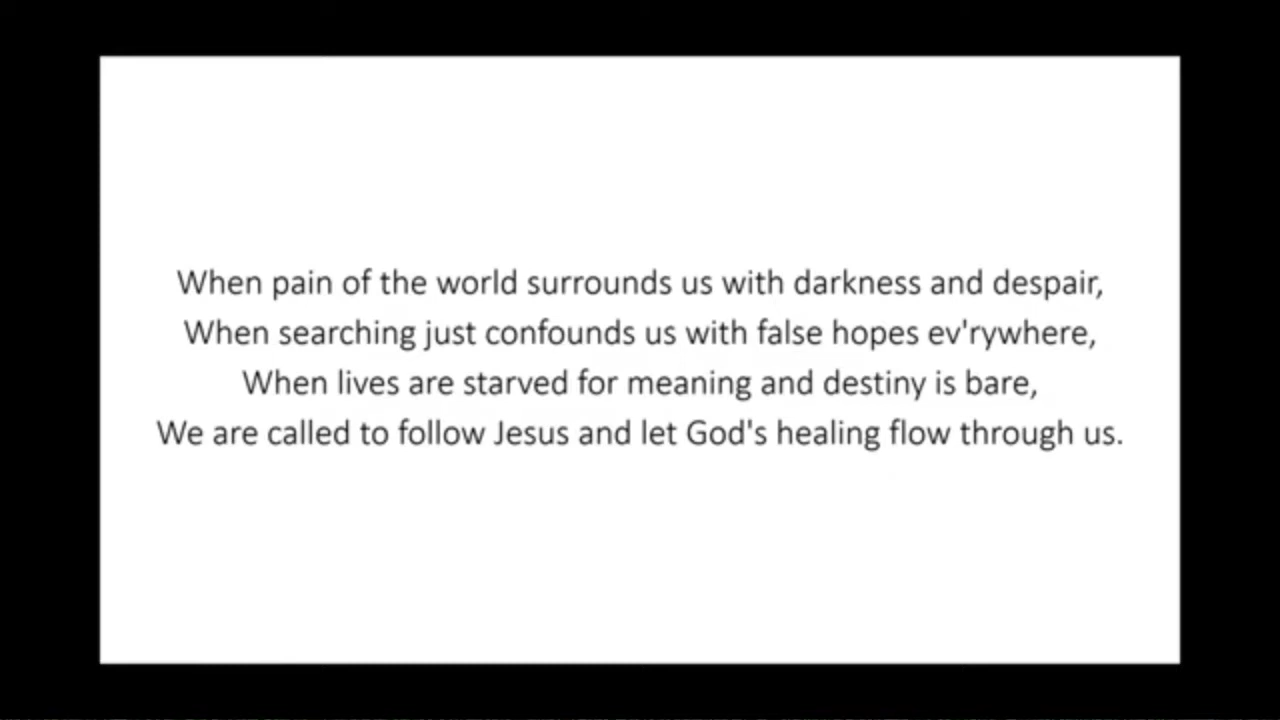 When pain of the world surrounds us with darkness and despair,
When searching just confounds us with false hopes ev'rywhere,
When lives are starved for meaning and destiny is bare,
We are called to follow Jesus and let God's healing flow through us.